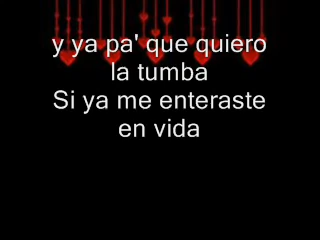 y ya pa' que quiero
la tumba
Si ya me enteraste
en vida